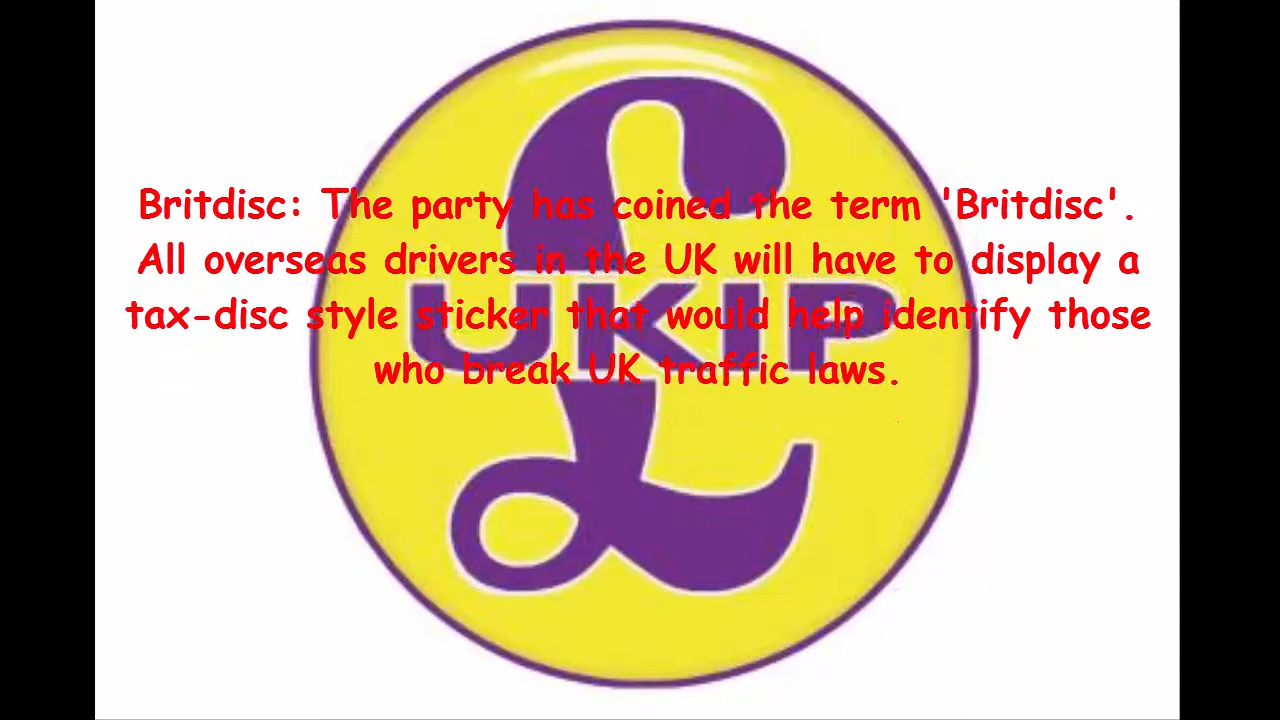 Britdisc: The party has coined the term 'Britdisc'.
All overseas drivers in the UK will have to display a
tax-disc style sticker that would help identify those
who break UK traffic laws.
£
UKIP